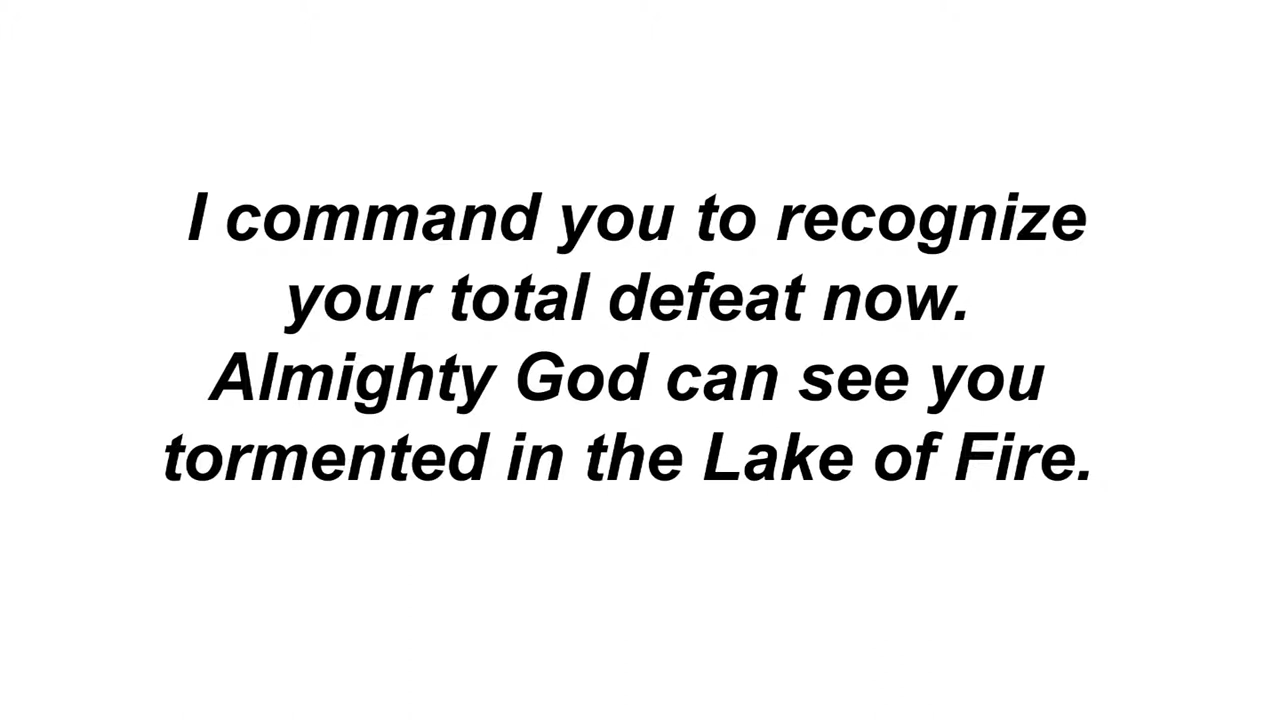 I command you to recognize
your total defeat now.
Almighty God can see you
tormented in the Lake of Fire.